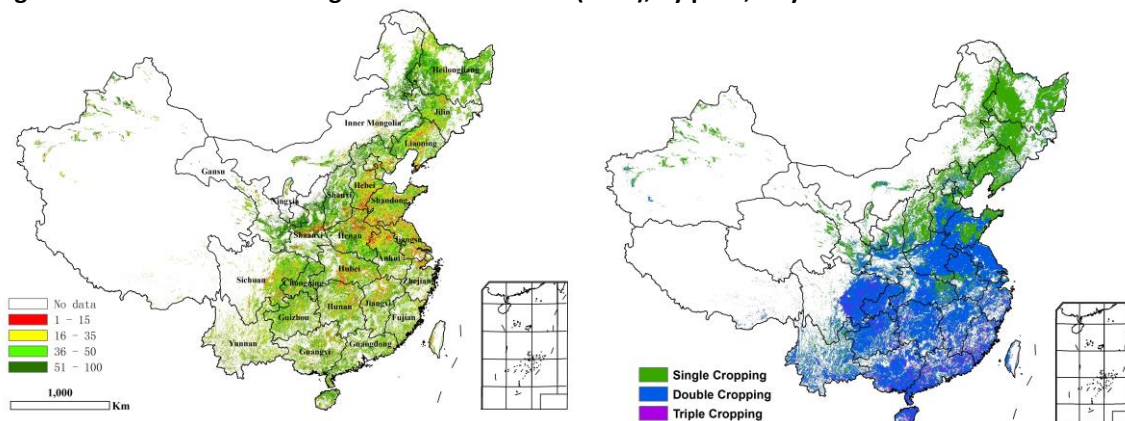 Heilongjiang
Jilin
Inner Mongolia
Liaoning
Gansu
Hebei
Ningxia
Shanxi
Shandong
Shaanxi
Henan
Jiangsu
Anhui
Hubei
Sichuan
Chongqing
Zhejiang
Hunan
Jiangxi
Guizhou
Fujian
Yunnan
Guangxi
Guangdong
No data
1 - 15
16 - 35
36 - 50
51 - 100
1,000
Km
Single Cropping
Double Cropping
Triple Cropping